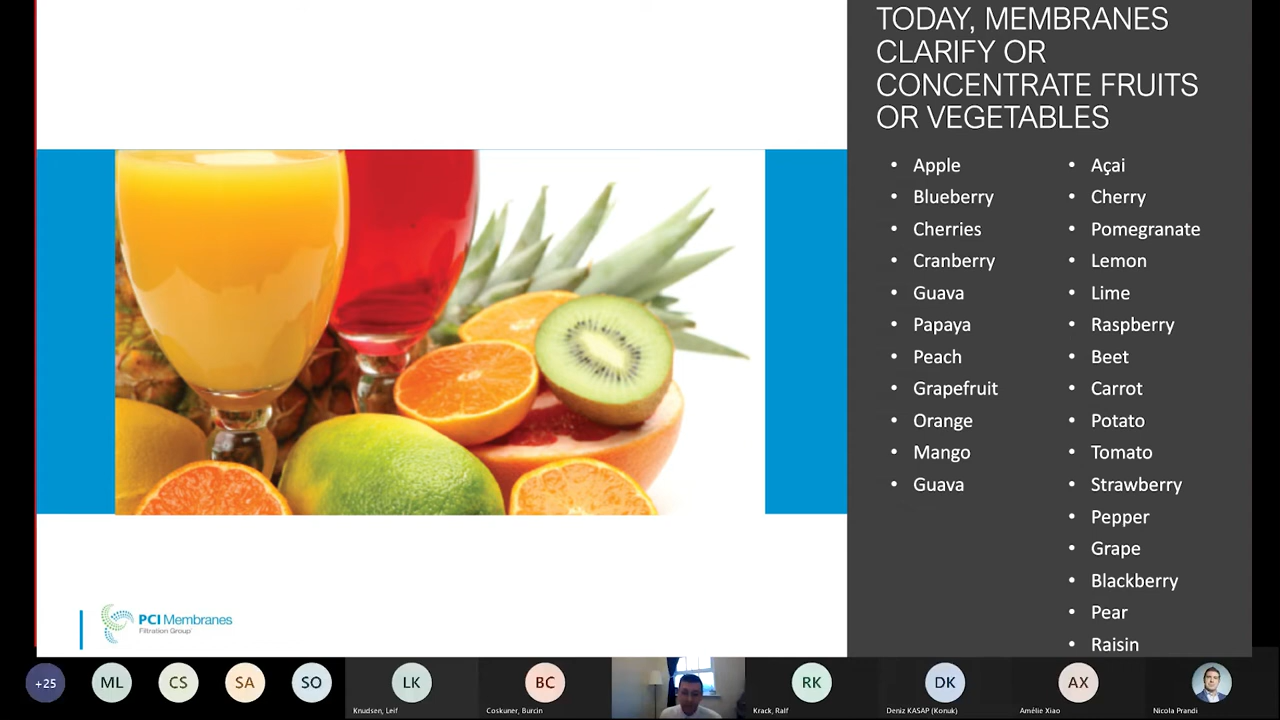 TODAY, MEMBRANES
CLARIFY OR
CONCENTRATE FRUITS
OR VEGETABLES
• Apple
• Blueberry
• Cherries
• Cranberry
• Guava
• Papaya
• Peach
• Grapefruit
• Orange
• Mango
• Guava
• Açai
• Cherry
• Pomegranate
• Lemon
• Lime
• Raspberry
• Beet
• Carrot
• Potato
• Tomato
• Strawberry
• Pepper
• Grape
• Blackberry
• Pear
• Raisin
PCI Membranes
Filtration Group
+25
ML
CS
SA
SO
LK
Knudsen, Leif
BC
Coskuner, Burcin
RK
Krack, Ralf
DK
Deniz KASAP (Konuk)
AX
Amélie Xiao
Nicola Prandi